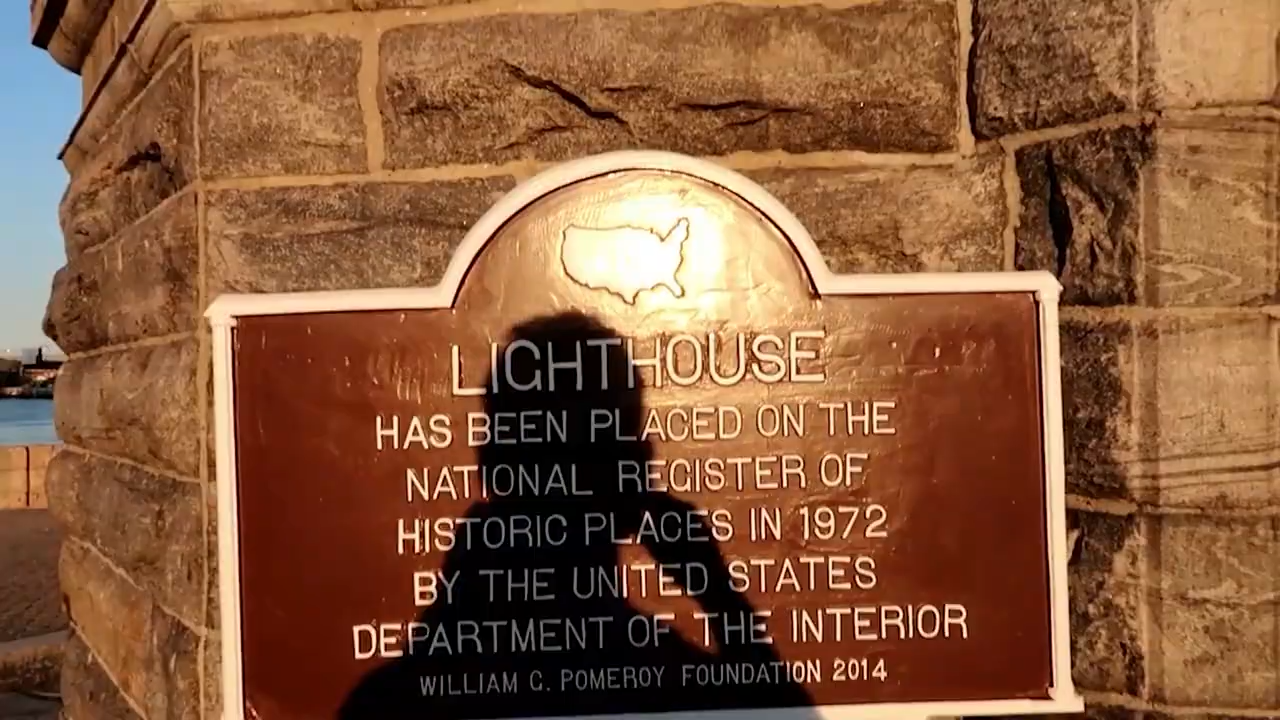 LIGHTHOUSE
HAS BEEN PLACED ON THE
NATIONAL REGISTER OF
HISTORIC PLACES IN 1972
BY THE UNITED STATES
DEPARTMENT OF THE INTERIOR
WILLIAM G. POMEROY FOUNDATION 2014